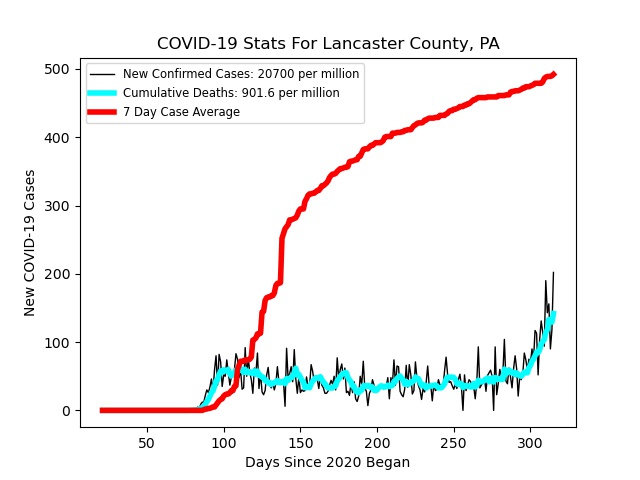 COVID-19 Stats For Lancaster County, PA
New Confirmed Cases: 20700 per million
Cumulative Deaths: 901.6 per million
7 Day Case Average
New COVID-19 Cases
500
400
300
200
100
0
50 100 150 200 250 300
Days Since 2020 Began